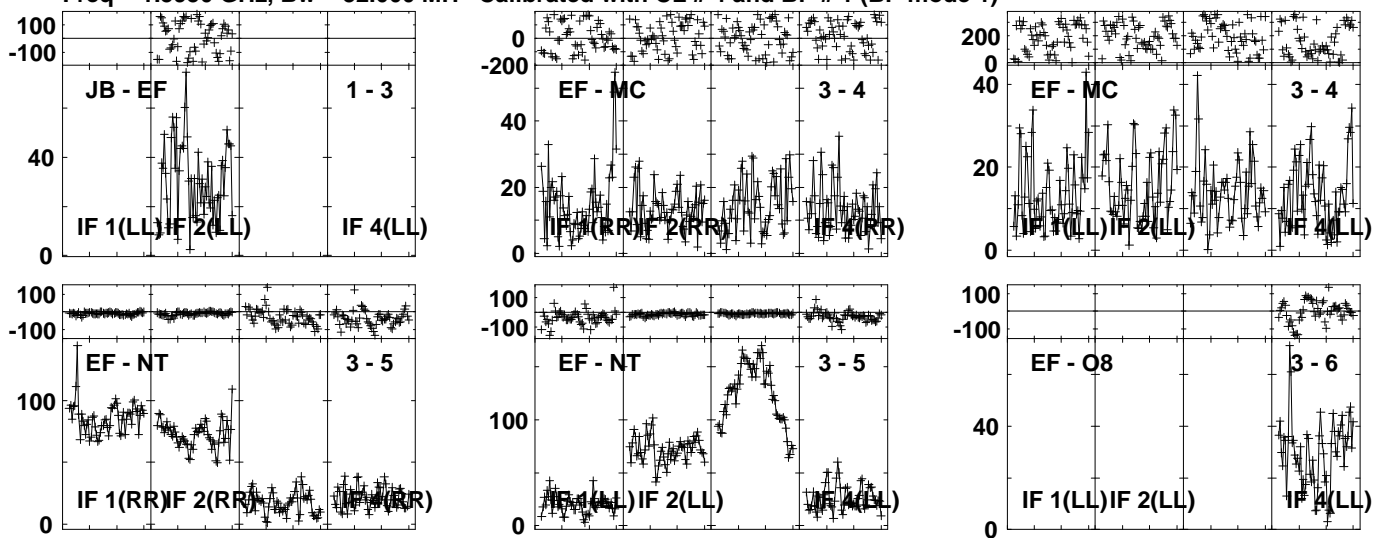 100
-100
JB - EF 1 - 3
40
0
IF 1(LL) IF 2(LL) IF 4(LL)
0
-200
EF - MC 3 - 4
40
20
0
IF 1(RR) IF 2(RR) IF 4(RR)
200
0
EF - MC 3 - 4
40
20
0
IF 1(LL) IF 2(LL) IF 4(LL)
100
-100
EF - NT 3 - 5
100
0
IF 1(RR) IF 2(RR) IF 4(RR)
100
-100
EF - NT 3 - 5
100
0
IF 1(LL) IF 2(LL) IF 4(LL)
100
-100
EF - O8 3 - 6
40
0
IF 1(LL) IF 2(LL) IF 4(LL)